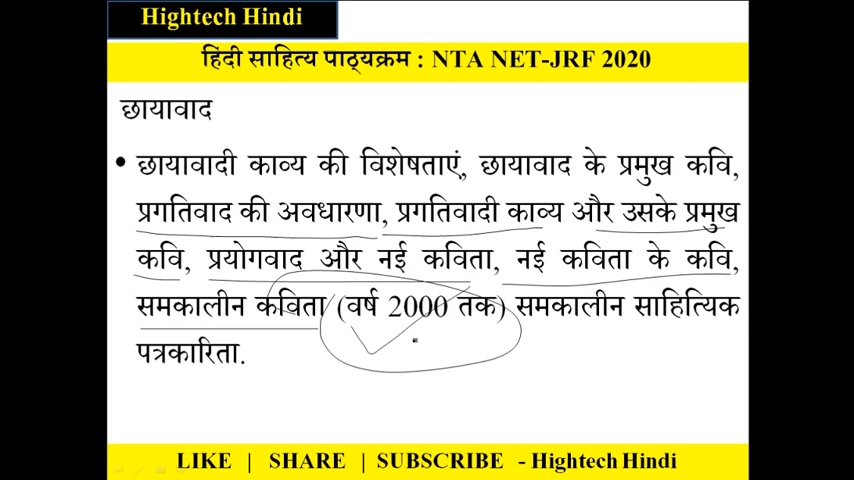 Hightech Hindi
हिंदी साहित्य पाठ्यक्रम : NTA NET-JRF 2020
छायावाद
• छायावादी काव्य की विशेषताएं, छायावाद के प्रमुख कवि,
प्रगतिवाद की अवधारणा, प्रगतिवादी काव्य और उसके प्रमुख
कवि, प्रयोगवाद और नई कविता, नई कविता के कवि,
समकालीन कविता (वर्ष 2000 तक) समकालीन साहित्यिक
पत्रकारिता.
LIKE | SHARE | SUBSCRIBE - Hightech Hindi